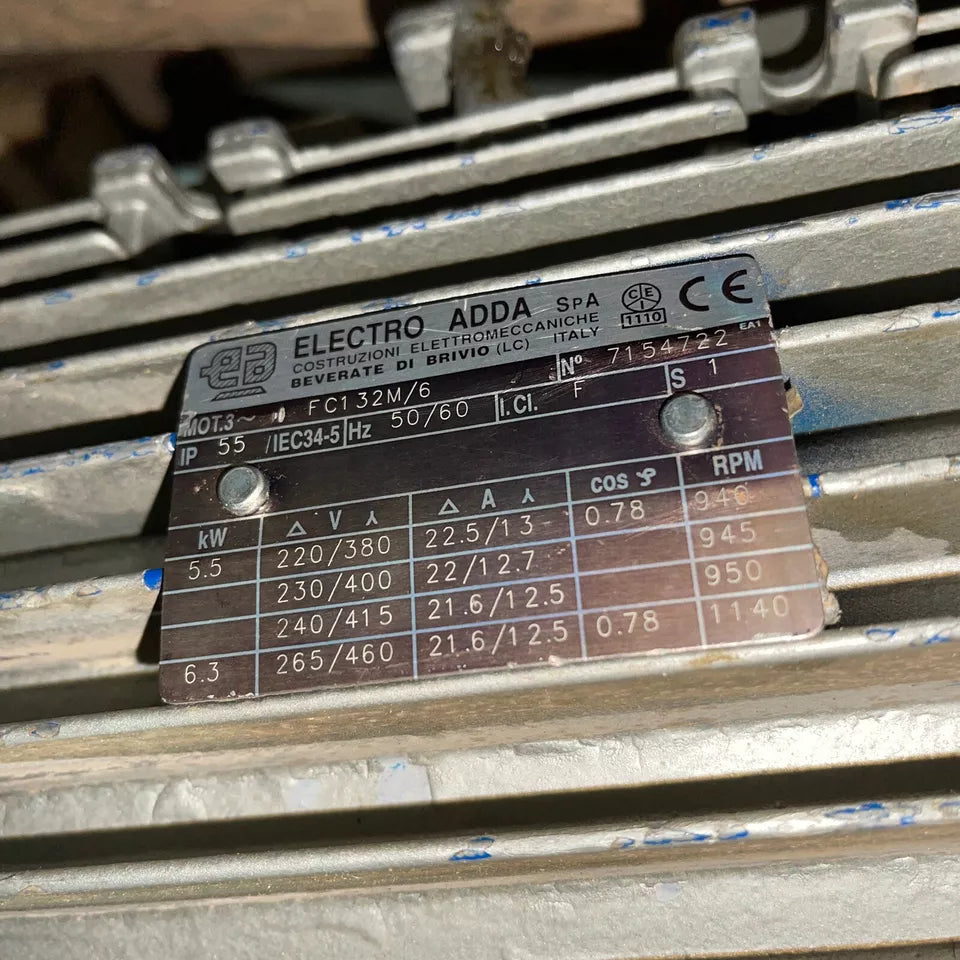 ELECTRO ADDA SPA
COSTRUZIONI ELETTROMECCANICHE
BEVERATE DI BRIVIO (LC) ITALY
CEI
1110
CE
EA1
MOT.3~ FC132M/6 Nº 7154722
IP 55 /IEC34-5 Hz 50/60 I.Cl. F S 1
kW Δ V ⅄ Δ A ⅄ cos φ RPM
5.5 220/380 22.5/13 0.78 940
230/400 22/12.7 945
240/415 21.6/12.5 950
6.3 265/460 21.6/12.5 0.78 1140